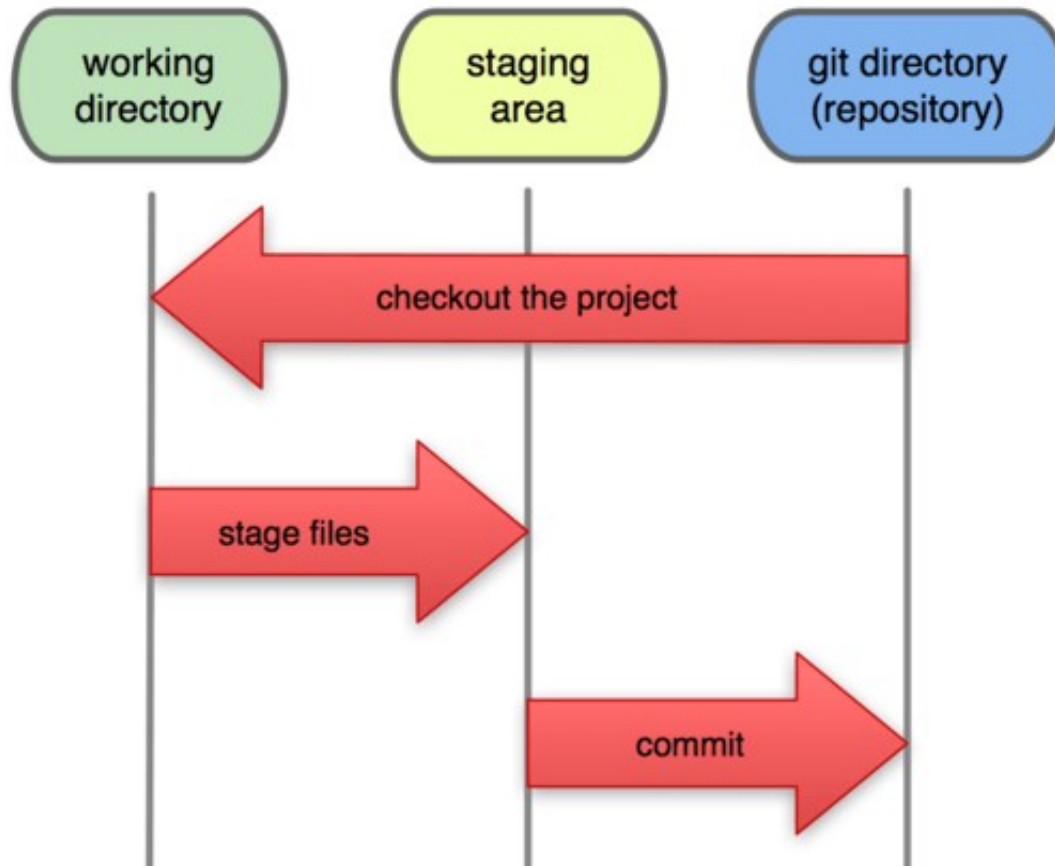 working
directory
staging
area
git directory
(repository)
checkout the project
stage files
commit